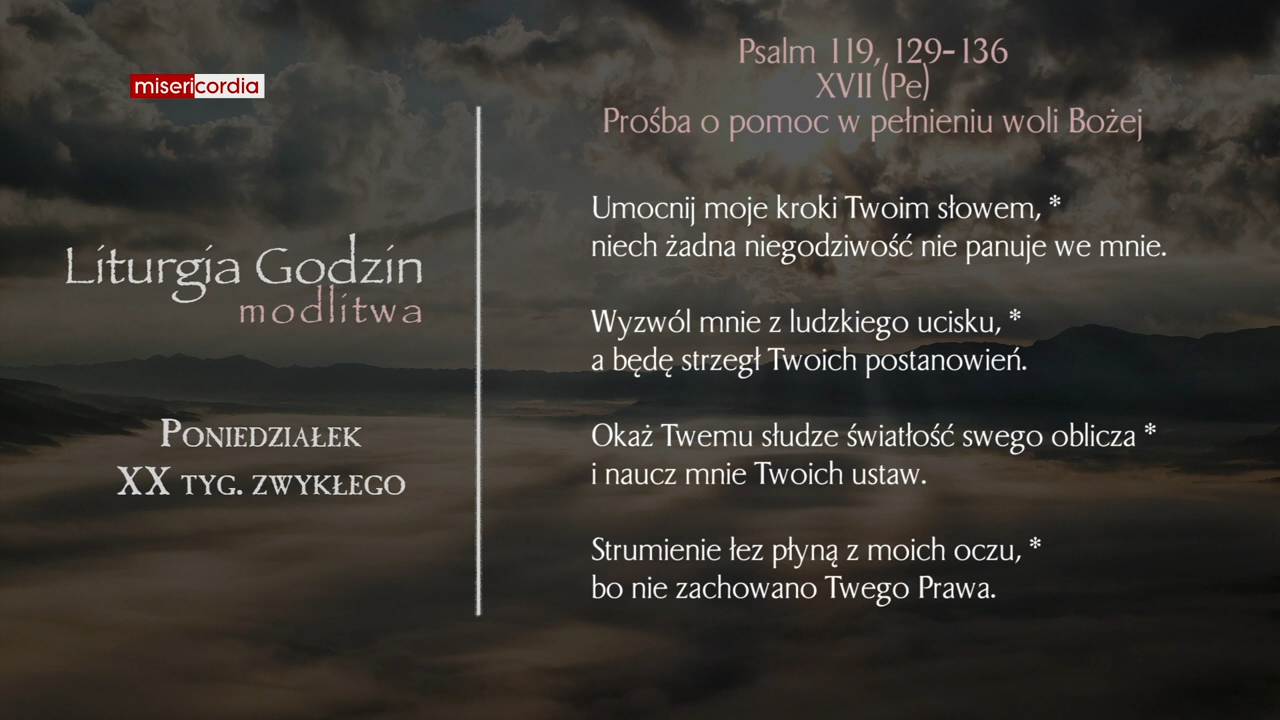 misericordia
Liturgia Godzin
modlitwa
Poniedziałek
XX tyg. zwykłego
Psalm 119, 129-136
XVII (Pe)
Prośba o pomoc w pełnieniu woli Bożej
Umocnij moje kroki Twoim słowem, *
niech żadna niegodziwość nie panuje we mnie.
Wyzwól mnie z ludzkiego ucisku, *
a będę strzegł Twoich postanowień.
Okaż Twemu słudze światłość swego oblicza *
i naucz mnie Twoich ustaw.
Strumienie łez płyną z moich oczu, *
bo nie zachowano Twego Prawa.